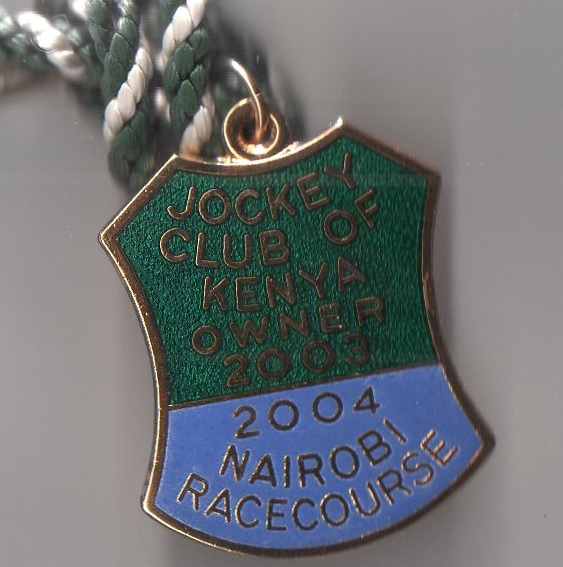 JOCKEY
CLUB OF
KENYA
OWNER
2003
2004
NAIROBI
RACECOURSE